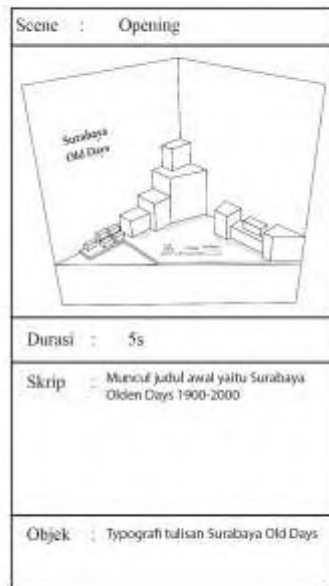 Scene : Opening
Surabaya
Old Days
Durasi : 5s
Skrip : Muncul judul awal yaitu Surabaya
Olden Days 1900-2000
Objek : Typografi tulisan Surabaya Old Days